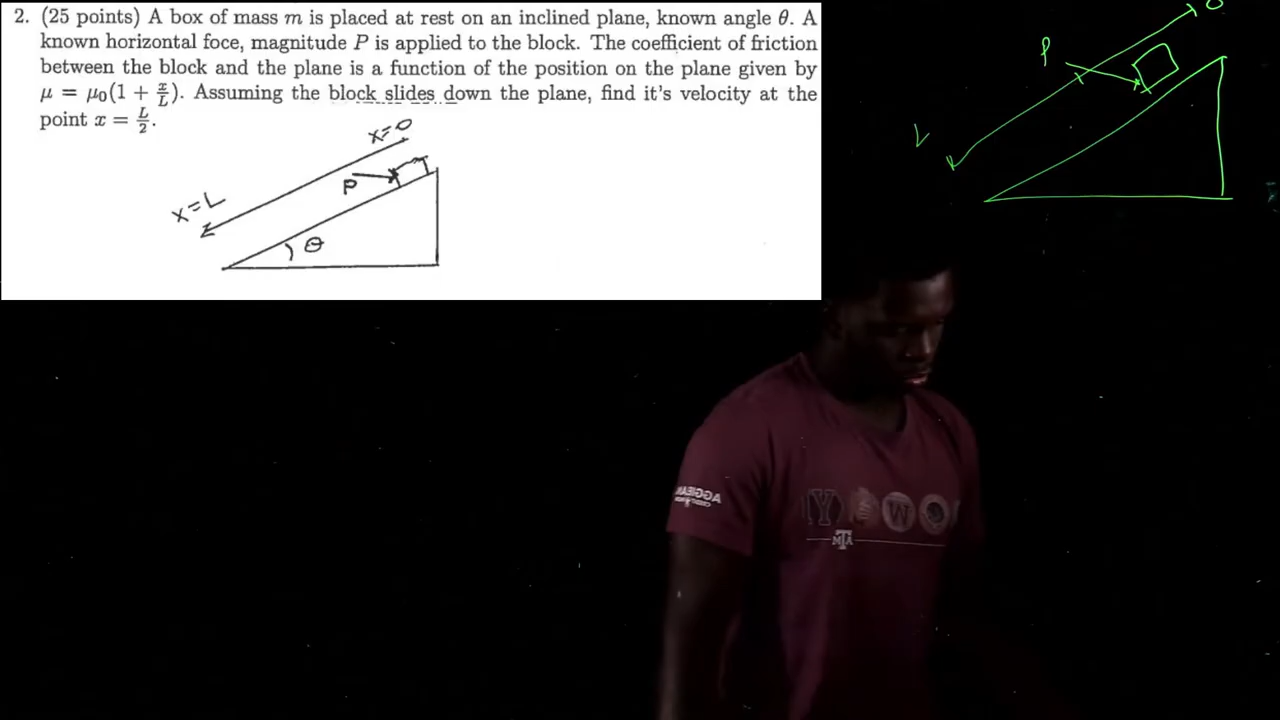 2. (25 points) A box of mass m is placed at rest on an inclined plane, known angle θ. A
known horizontal foce, magnitude P is applied to the block. The coefficient of friction
between the block and the plane is a function of the position on the plane given by
μ = μ₀(1 + x/L). Assuming the block slides down the plane, find it's velocity at the
point x = L/2.
x=0
x=L
P
θ
P
0
L
AGGIELAND
Y
W
ATM